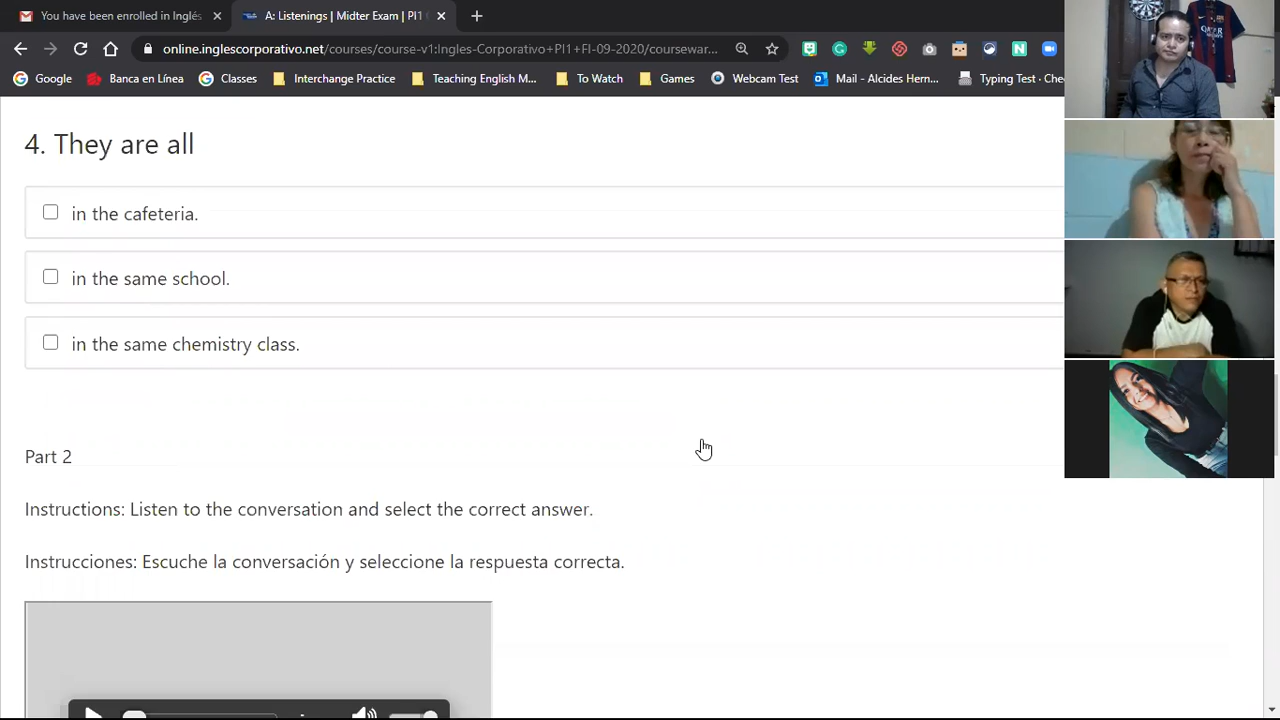 You have been enrolled in Inglés
A: Listening | Midter Exam | PI1
online.inglescorporativo.net/courses/course-v1:Ingles-Corporativo+PI1+FI-09-2020/coursewar...
Google
Banca en Línea
Classes
Interchange Practice
Teaching English M...
To Watch
Games
Webcam Test
Mail - Alcides Hern...
Typing Test - Che
QATAR
4. They are all
in the cafeteria.
in the same school.
in the same chemistry class.
Part 2
Instructions: Listen to the conversation and select the correct answer.
Instrucciones: Escuche la conversación y seleccione la respuesta correcta.